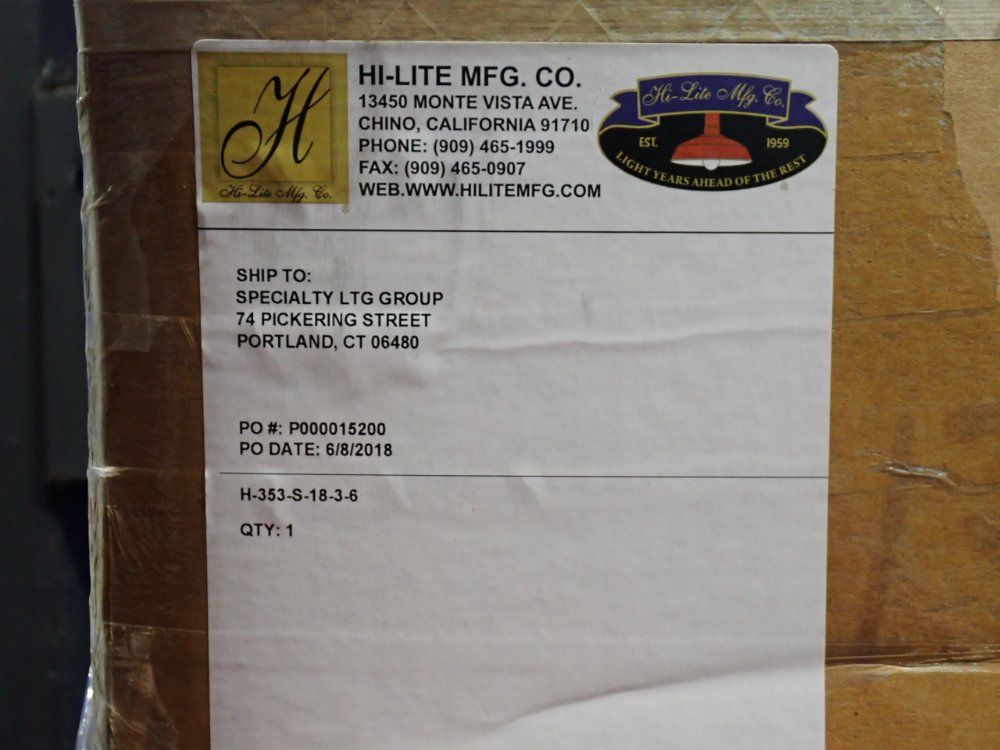 H
Hi-Lite Mfg. Co.
HI-LITE MFG. CO.
13450 MONTE VISTA AVE.
CHINO, CALIFORNIA 91710
PHONE: (909) 465-1999
FAX: (909) 465-0907
WEB.WWW.HILITEMFG.COM
Hi-Lite Mfg. Co.
EST. 1959
LIGHT YEARS AHEAD OF THE REST
SHIP TO:
SPECIALTY LTG GROUP
74 PICKERING STREET
PORTLAND, CT 06480
PO #: P000015200
PO DATE: 6/8/2018
H-353-S-18-3-6
QTY: 1